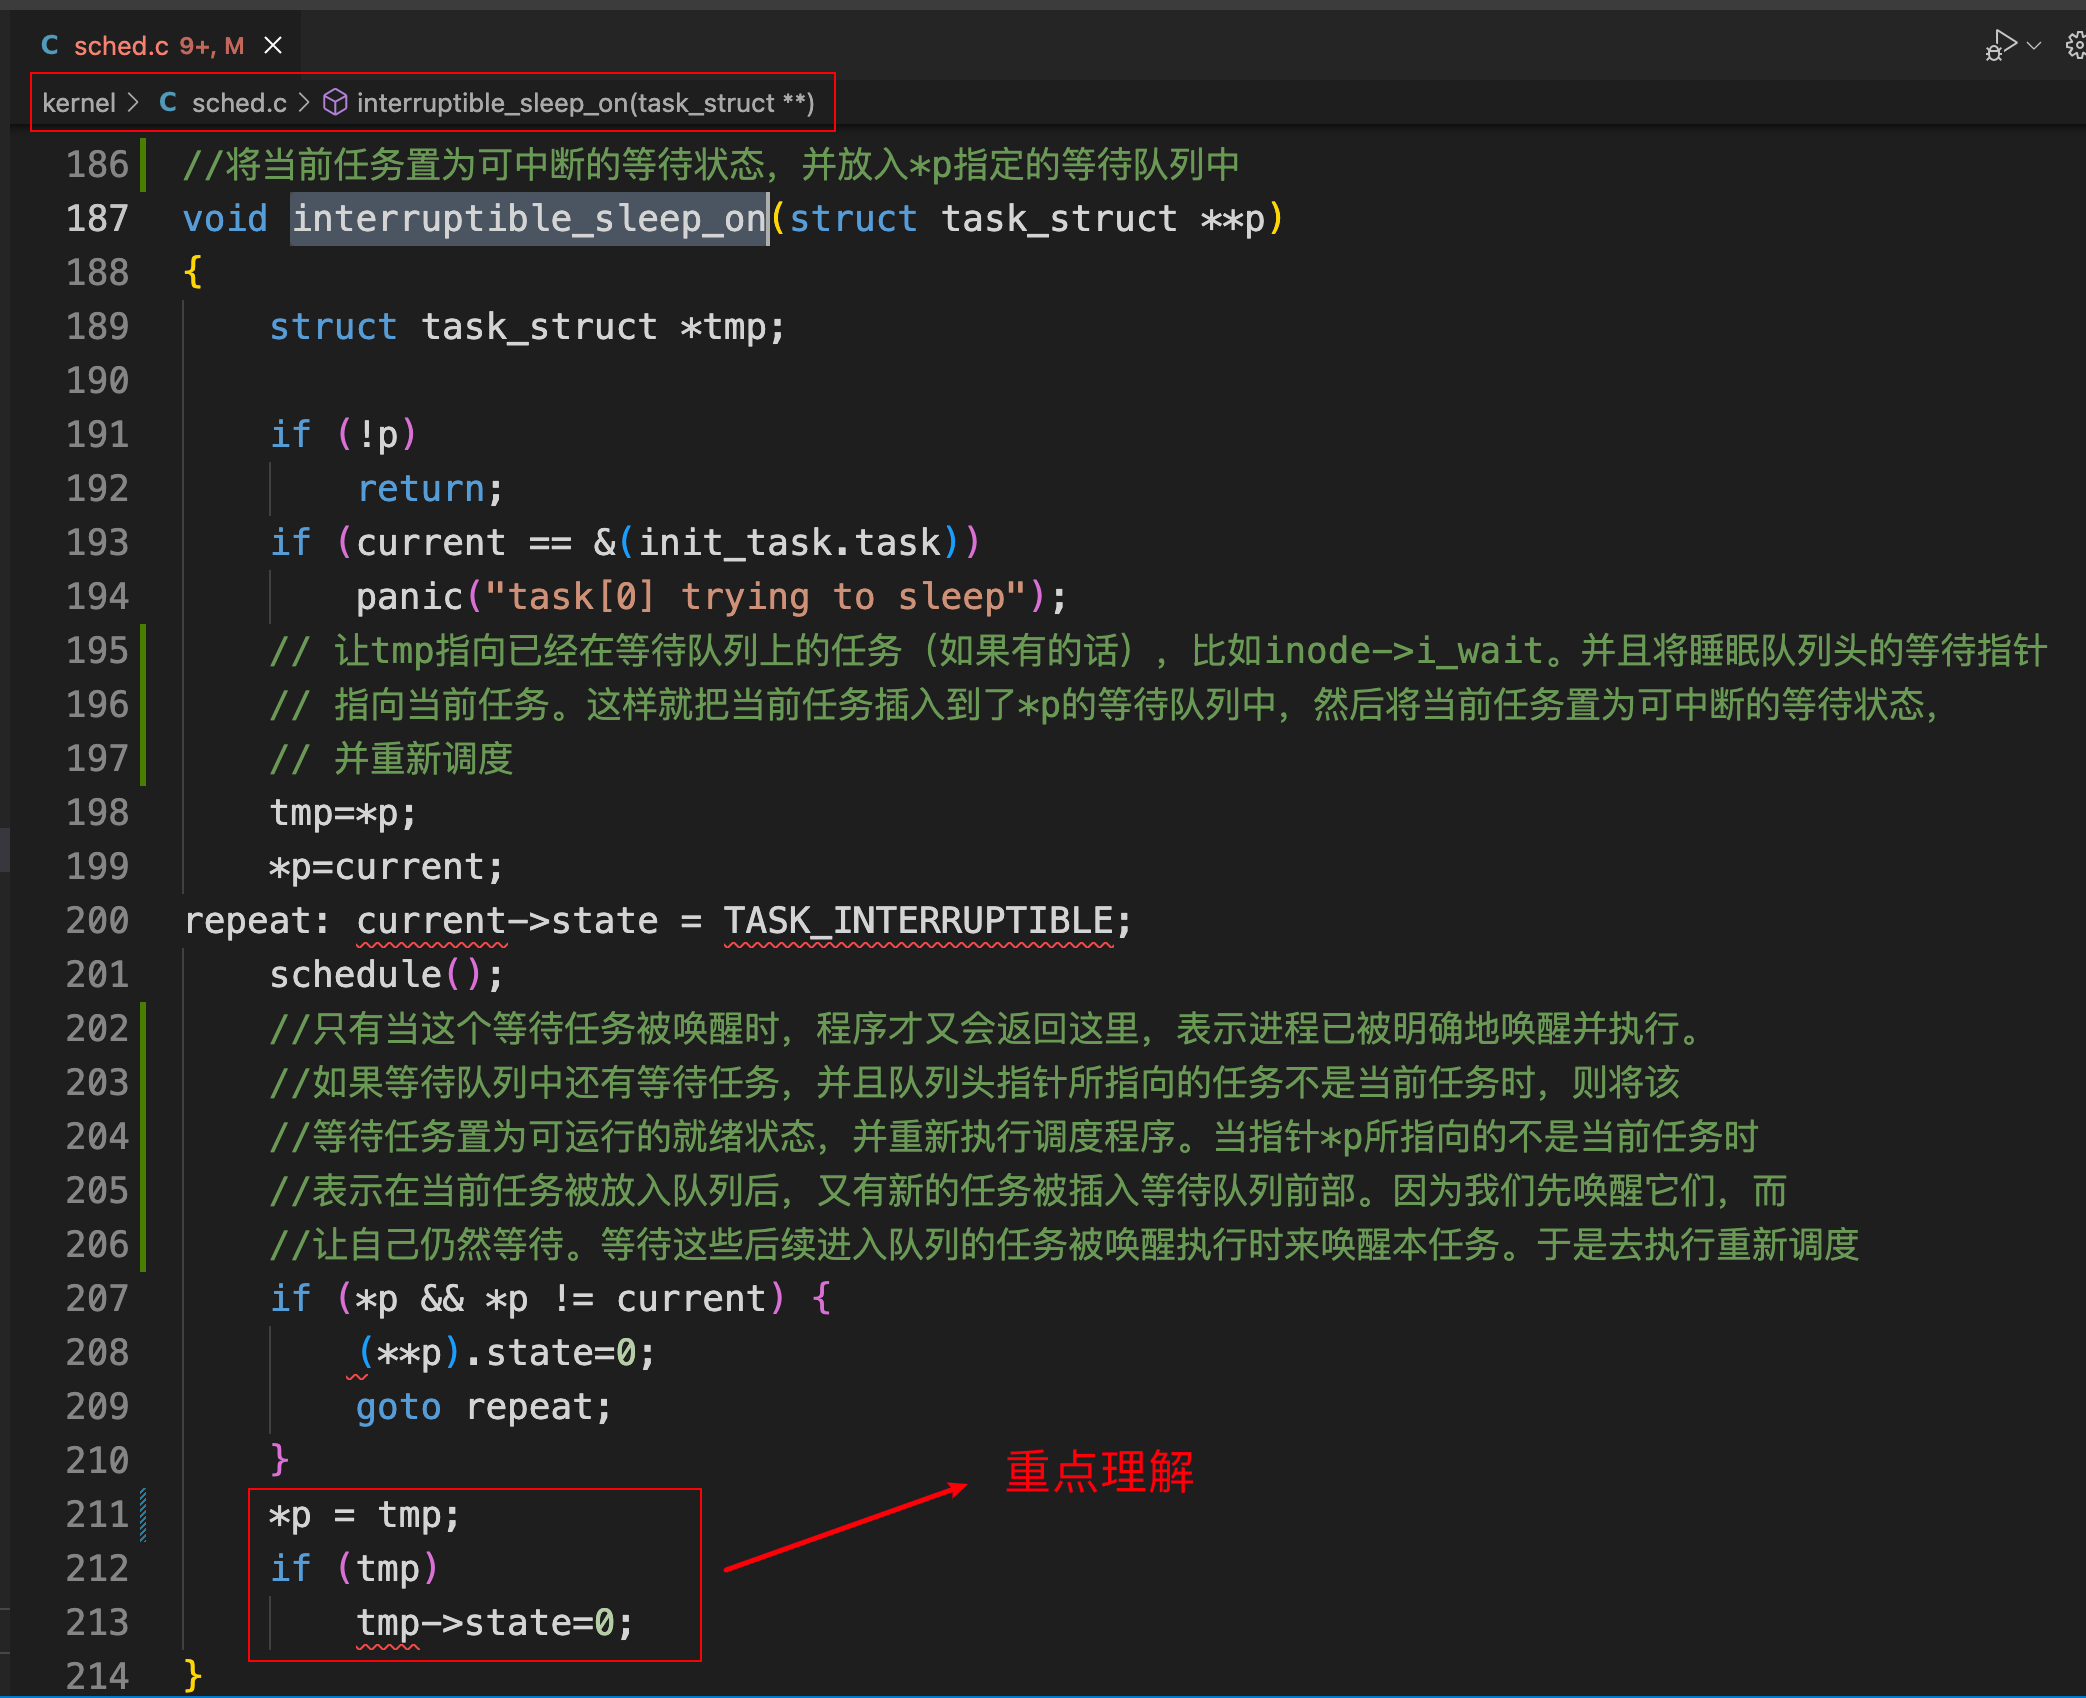 C sched.c 9+, M ×
kernel > C sched.c > interruptible_sleep_on(task_struct **)
186 //将当前任务置为可中断的等待状态，并放入*p指定的等待队列中
187 void interruptible_sleep_on(struct task_struct **p)
188 {
189 struct task_struct *tmp;
190
191 if (!p)
192 return;
193 if (current == &(init_task.task))
194 panic("task[0] trying to sleep");
195 // 让tmp指向已经在等待队列上的任务（如果有的话），比如inode->i_wait。并且将睡眠队列头的等待指针
196 // 指向当前任务。这样就把当前任务插入到了*p的等待队列中，然后将当前任务置为可中断的等待状态，
197 // 并重新调度
198 tmp=*p;
199 *p=current;
200 repeat: current->state = TASK_INTERRUPTIBLE;
201 schedule();
202 //只有当这个等待任务被唤醒时，程序才又会返回这里，表示进程已被明确地唤醒并执行。
203 //如果等待队列中还有等待任务，并且队列头指针所指向的任务不是当前任务时，则将该
204 //等待任务置为可运行的就绪状态，并重新执行调度程序。当指针*p所指向的不是当前任务时
205 //表示在当前任务被放入队列后，又有新的任务被插入等待队列前部。因为我们先唤醒它们，而
206 //让自己仍然等待。等待这些后续进入队列的任务被唤醒执行时来唤醒本任务。于是去执行重新调度
207 if (*p && *p != current) {
208 (**p).state=0;
209 goto repeat;
210 }
重点理解
211 *p = tmp;
212 if (tmp)
213 tmp->state=0;
214 }